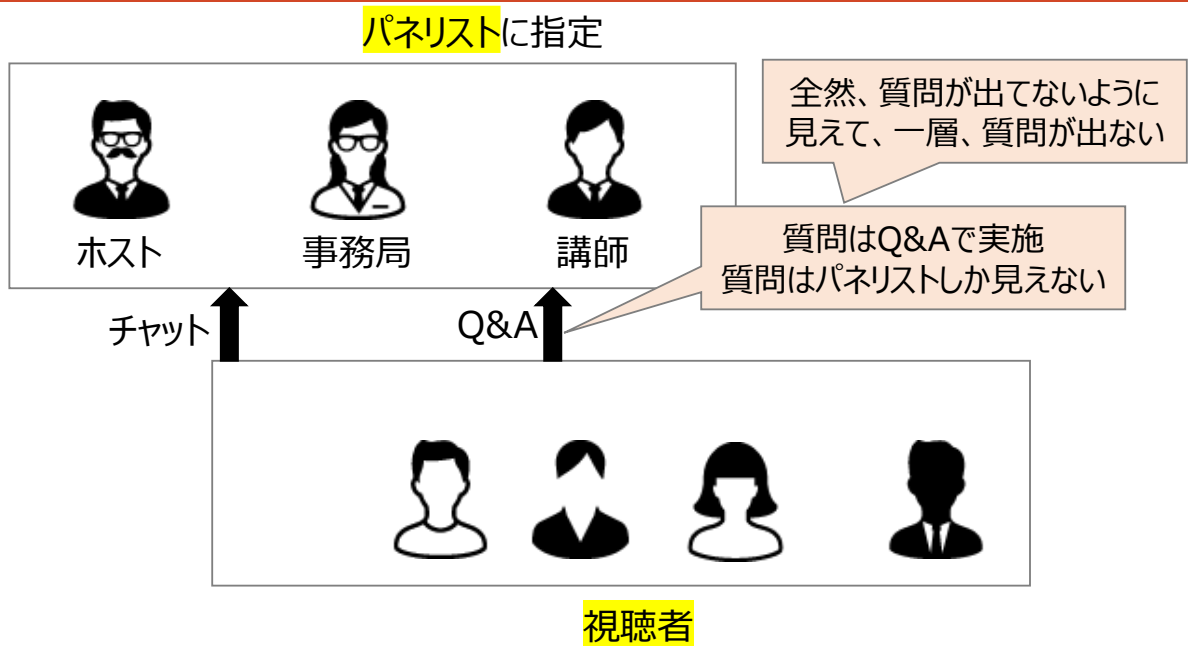 パネリストに指定
全然、質問が出てないように
見えて、一層、質問が出ない
ホスト
事務局
講師
質問はQ&Aで実施
質問はパネリストしか見えない
チャット
Q&A
視聴者